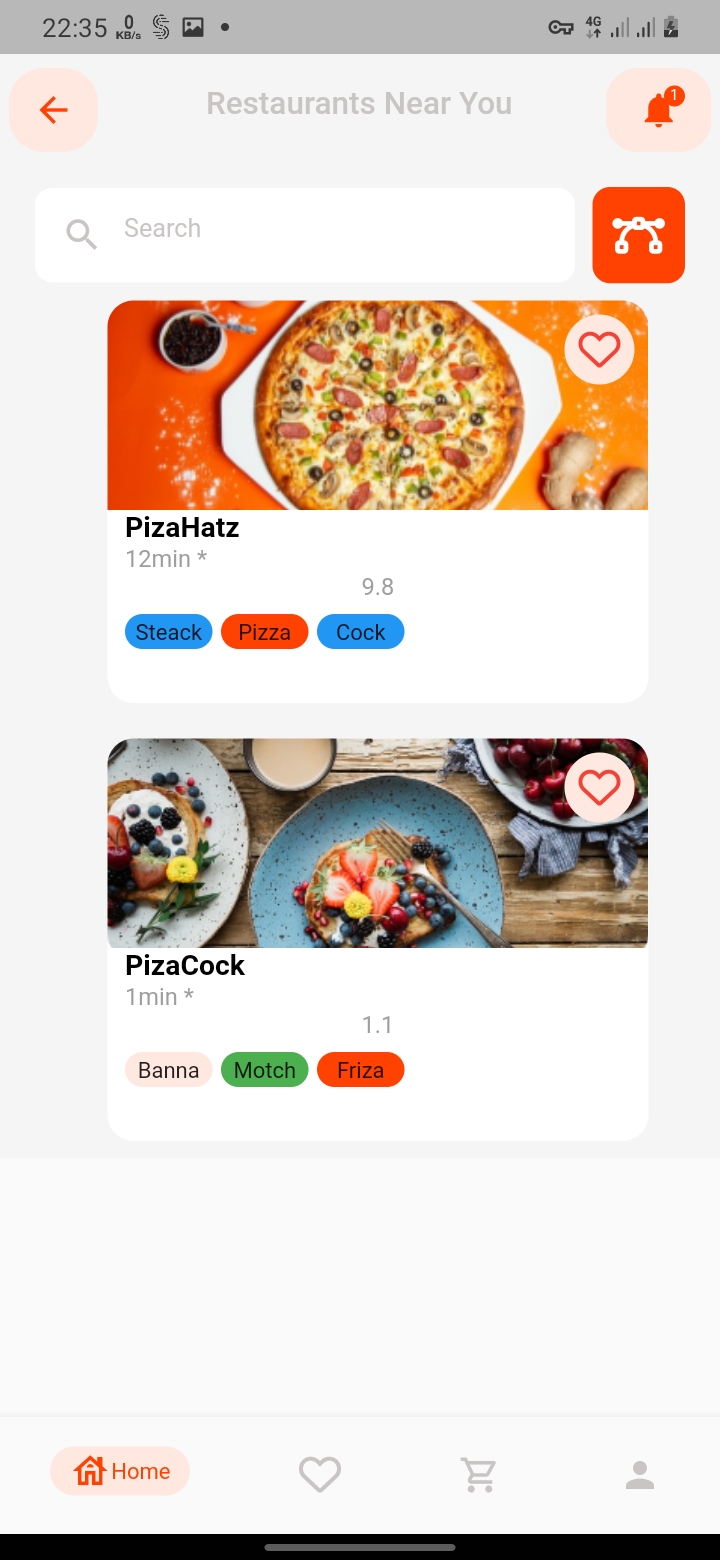 22:35 0 KB/s 4G
Restaurants Near You
1
Search
PizaHatz
12min *
9.8
Steack Pizza Cock
PizaCock
1min *
1.1
Banna Motch Friza
Home